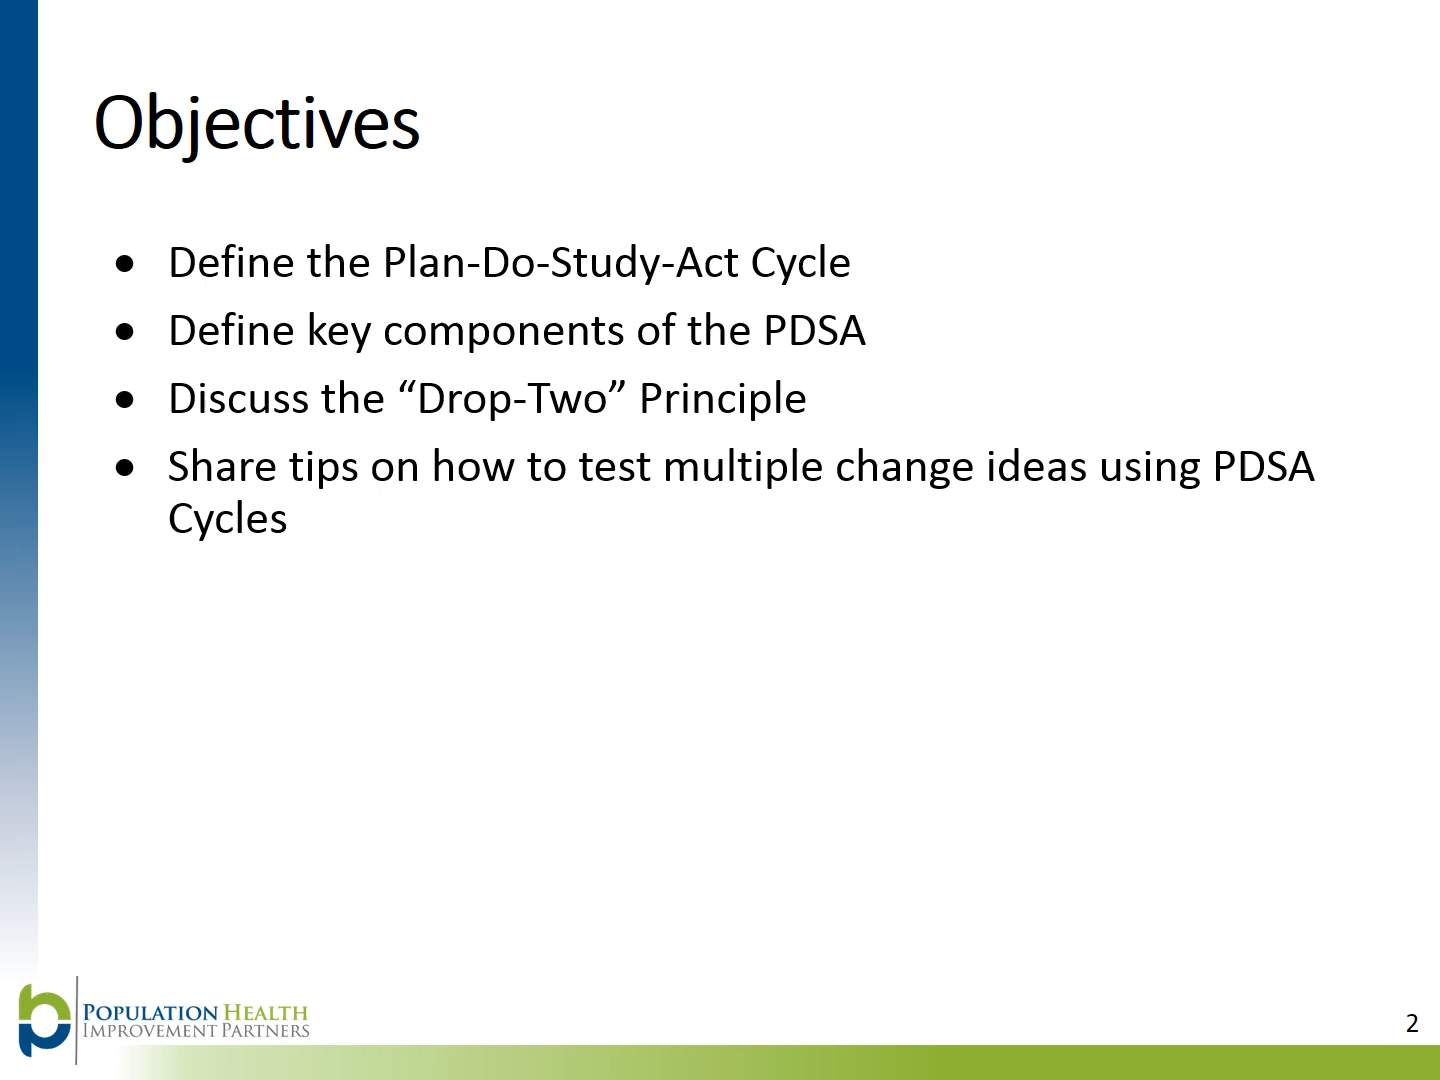 Objectives
● Define the Plan-Do-Study-Act Cycle
● Define key components of the PDSA
● Discuss the “Drop-Two” Principle
● Share tips on how to test multiple change ideas using PDSA
Cycles
POPULATION HEALTH
IMPROVEMENT PARTNERS
2